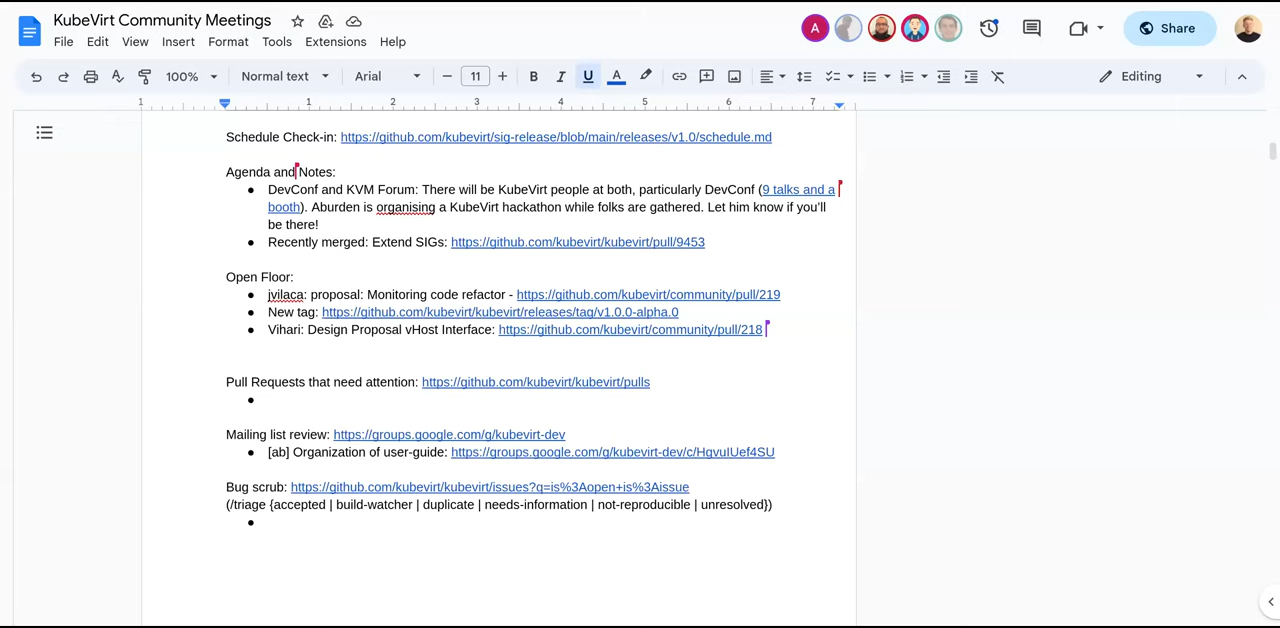 KubeVirt Community Meetings
File Edit View Insert Format Tools Extensions Help
A
Share
100% Normal text Arial 11 B I U A Editing
1 1 2 3 4 5 6 7
Schedule Check-in: https://github.com/kubevirt/sig-release/blob/main/releases/v1.0/schedule.md
Agenda and Notes:
● DevConf and KVM Forum: There will be KubeVirt people at both, particularly DevConf (9 talks and a
booth). Aburden is organising a KubeVirt hackathon while folks are gathered. Let him know if you'll
be there!
● Recently merged: Extend SIGs: https://github.com/kubevirt/kubevirt/pull/9453
Open Floor:
● jvilaca: proposal: Monitoring code refactor - https://github.com/kubevirt/community/pull/219
● New tag: https://github.com/kubevirt/kubevirt/releases/tag/v1.0.0-alpha.0
● Vihari: Design Proposal vHost Interface: https://github.com/kubevirt/community/pull/218
Pull Requests that need attention: https://github.com/kubevirt/kubevirt/pulls
●
Mailing list review: https://groups.google.com/g/kubevirt-dev
● [ab] Organization of user-guide: https://groups.google.com/g/kubevirt-dev/c/HgvuIUef4SU
Bug scrub: https://github.com/kubevirt/kubevirt/issues?q=is%3Aopen+is%3Aissue
(/triage {accepted | build-watcher | duplicate | needs-information | not-reproducible | unresolved})
●